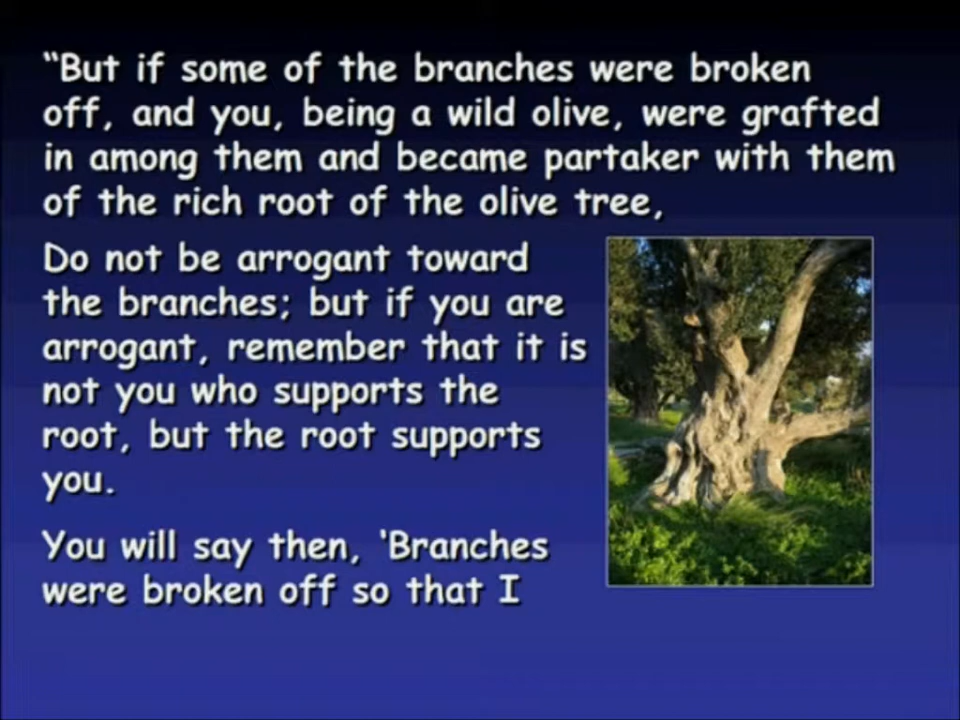 “But if some of the branches were broken
off, and you, being a wild olive, were grafted
in among them and became partaker with them
of the rich root of the olive tree,
Do not be arrogant toward
the branches; but if you are
arrogant, remember that it is
not you who supports the
root, but the root supports
you.
You will say then, ‘Branches
were broken off so that I